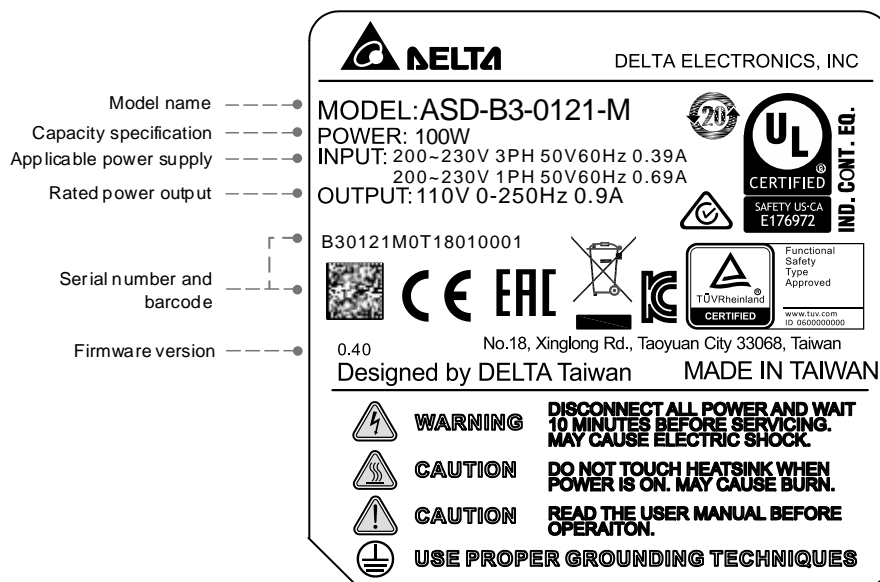 DELTA
DELTA ELECTRONICS, INC
Model name
MODEL:ASD-B3-0121-M
Capacity specification
POWER: 100W
Applicable power supply
INPUT: 200~230V 3PH 50V60Hz 0.39A
200~230V 1PH 50V60Hz 0.69A
Rated power output
OUTPUT: 110V 0-250Hz 0.9A
20
UL
®
CERTIFIED
SAFETY US-CA
E176972
IND. CONT. EQ.
Serial number and
barcode
B30121M0T18010001
CE
EAC
TÜVRheinland
®
CERTIFIED
Functional
Safety
Type
Approved
www.tuv.com
ID 0600000000
Firmware version
0.40
No.18, Xinglong Rd., Taoyuan City 33068, Taiwan
Designed by DELTA Taiwan
MADE IN TAIWAN
WARNING
DISCONNECT ALL POWER AND WAIT
10 MINUTES BEFORE SERVICING.
MAY CAUSE ELECTRIC SHOCK.
CAUTION
DO NOT TOUCH HEATSINK WHEN
POWER IS ON. MAY CAUSE BURN.
CAUTION
READ THE USER MANUAL BEFORE
OPERAITON.
USE PROPER GROUNDING TECHNIQUES